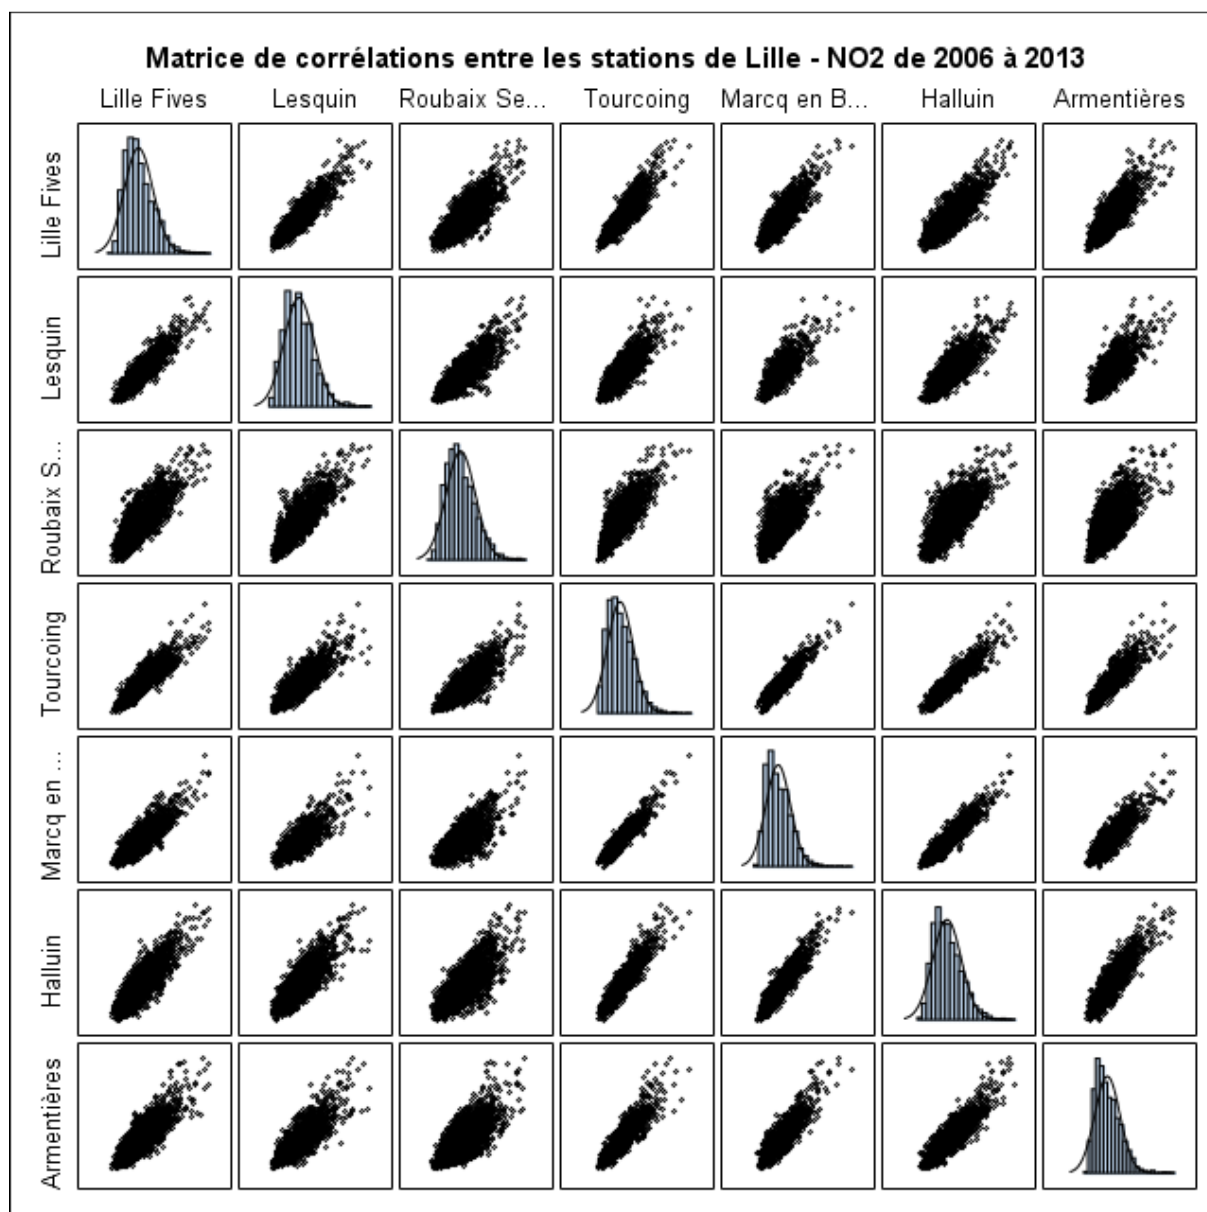 Matrice de corrélations entre les stations de Lille - NO2 de 2006 à 2013
Lille Fives Lesquin Roubaix Se... Tourcoing Marcq en B... Halluin Armentières
Lille Fives
Lesquin
Roubaix S...
Tourcoing
Marcq en ...
Halluin
Armentières